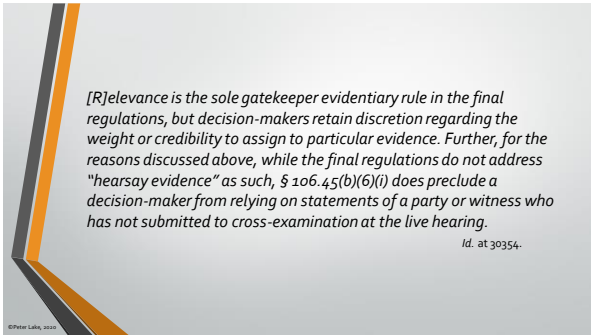 [R]elevance is the sole gatekeeper evidentiary rule in the final
regulations, but decision-makers retain discretion regarding the
weight or credibility to assign to particular evidence. Further, for the
reasons discussed above, while the final regulations do not address
“hearsay evidence” as such, § 106.45(b)(6)(i) does preclude a
decision-maker from relying on statements of a party or witness who
has not submitted to cross-examination at the live hearing.
Id. at 30354.
©Peter Lake, 2020